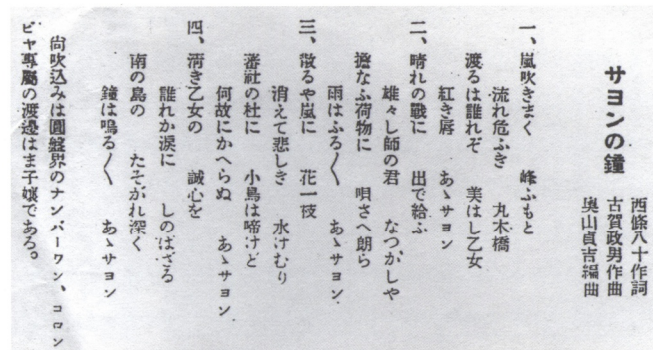 サヨンの鐘
西條八十作詞
古賀政男作曲
奥山貞吉編曲
一、嵐吹きまく 峰ふもと
流れ危ふき 丸木橋
渡るは誰れぞ 美はし乙女
紅き唇 あゝサヨン
二、晴れの戰に 出で給ふ
雄々し師の君 なつかしや
擔なふ荷物に 唄さへ朗ら
雨はふる〳〵 あゝサヨン
三、散るや嵐に 花一枝
消えて悲しき 水けむり
蕃社の杜に 小鳥は啼けど
何故にかへらぬ あゝサヨン
四、淸き乙女の 誠心を
誰れか淚に しのばざる
南の島の たそがれ深く
鐘は鳴る〳〵 あゝサヨン
尙吹込みは圓盤界のナンバーワン、コロン
ビヤ專屬の渡邊はま子孃である。